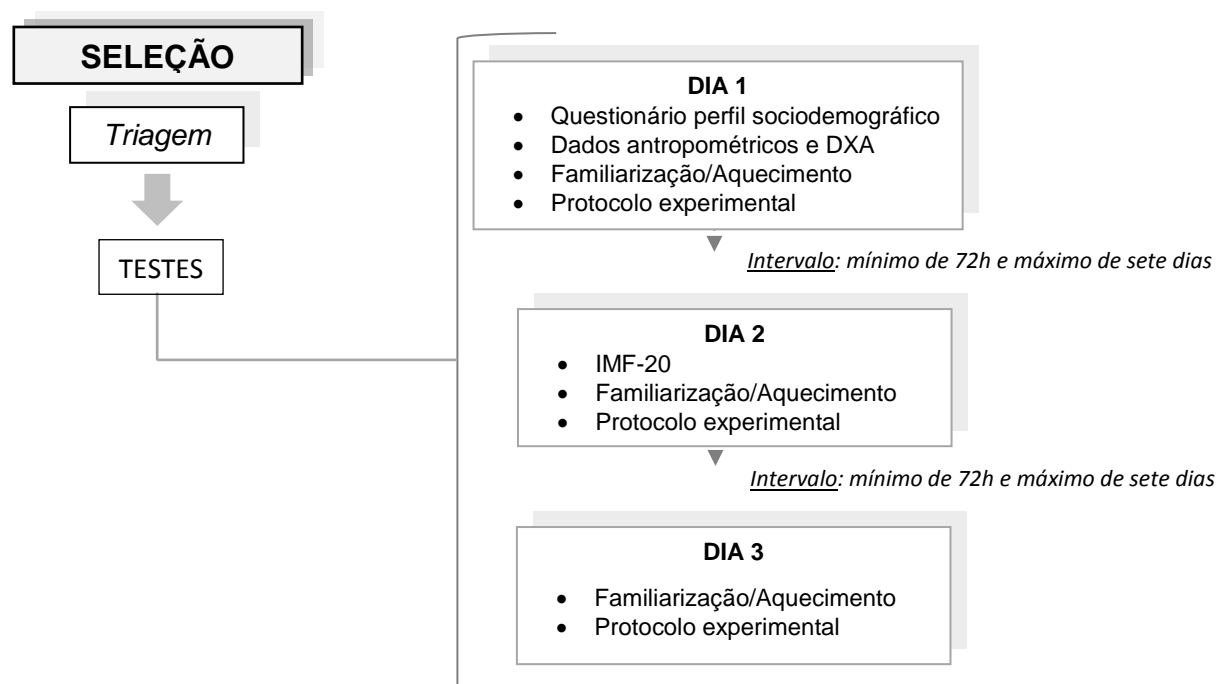 SELEÇÃO
Triagem
TESTES
DIA 1
• Questionário perfil sociodemográfico
• Dados antropométricos e DXA
• Familiarização/Aquecimento
• Protocolo experimental
Intervalo: mínimo de 72h e máximo de sete dias
DIA 2
• IMF-20
• Familiarização/Aquecimento
• Protocolo experimental
Intervalo: mínimo de 72h e máximo de sete dias
DIA 3
• Familiarização/Aquecimento
• Protocolo experimental